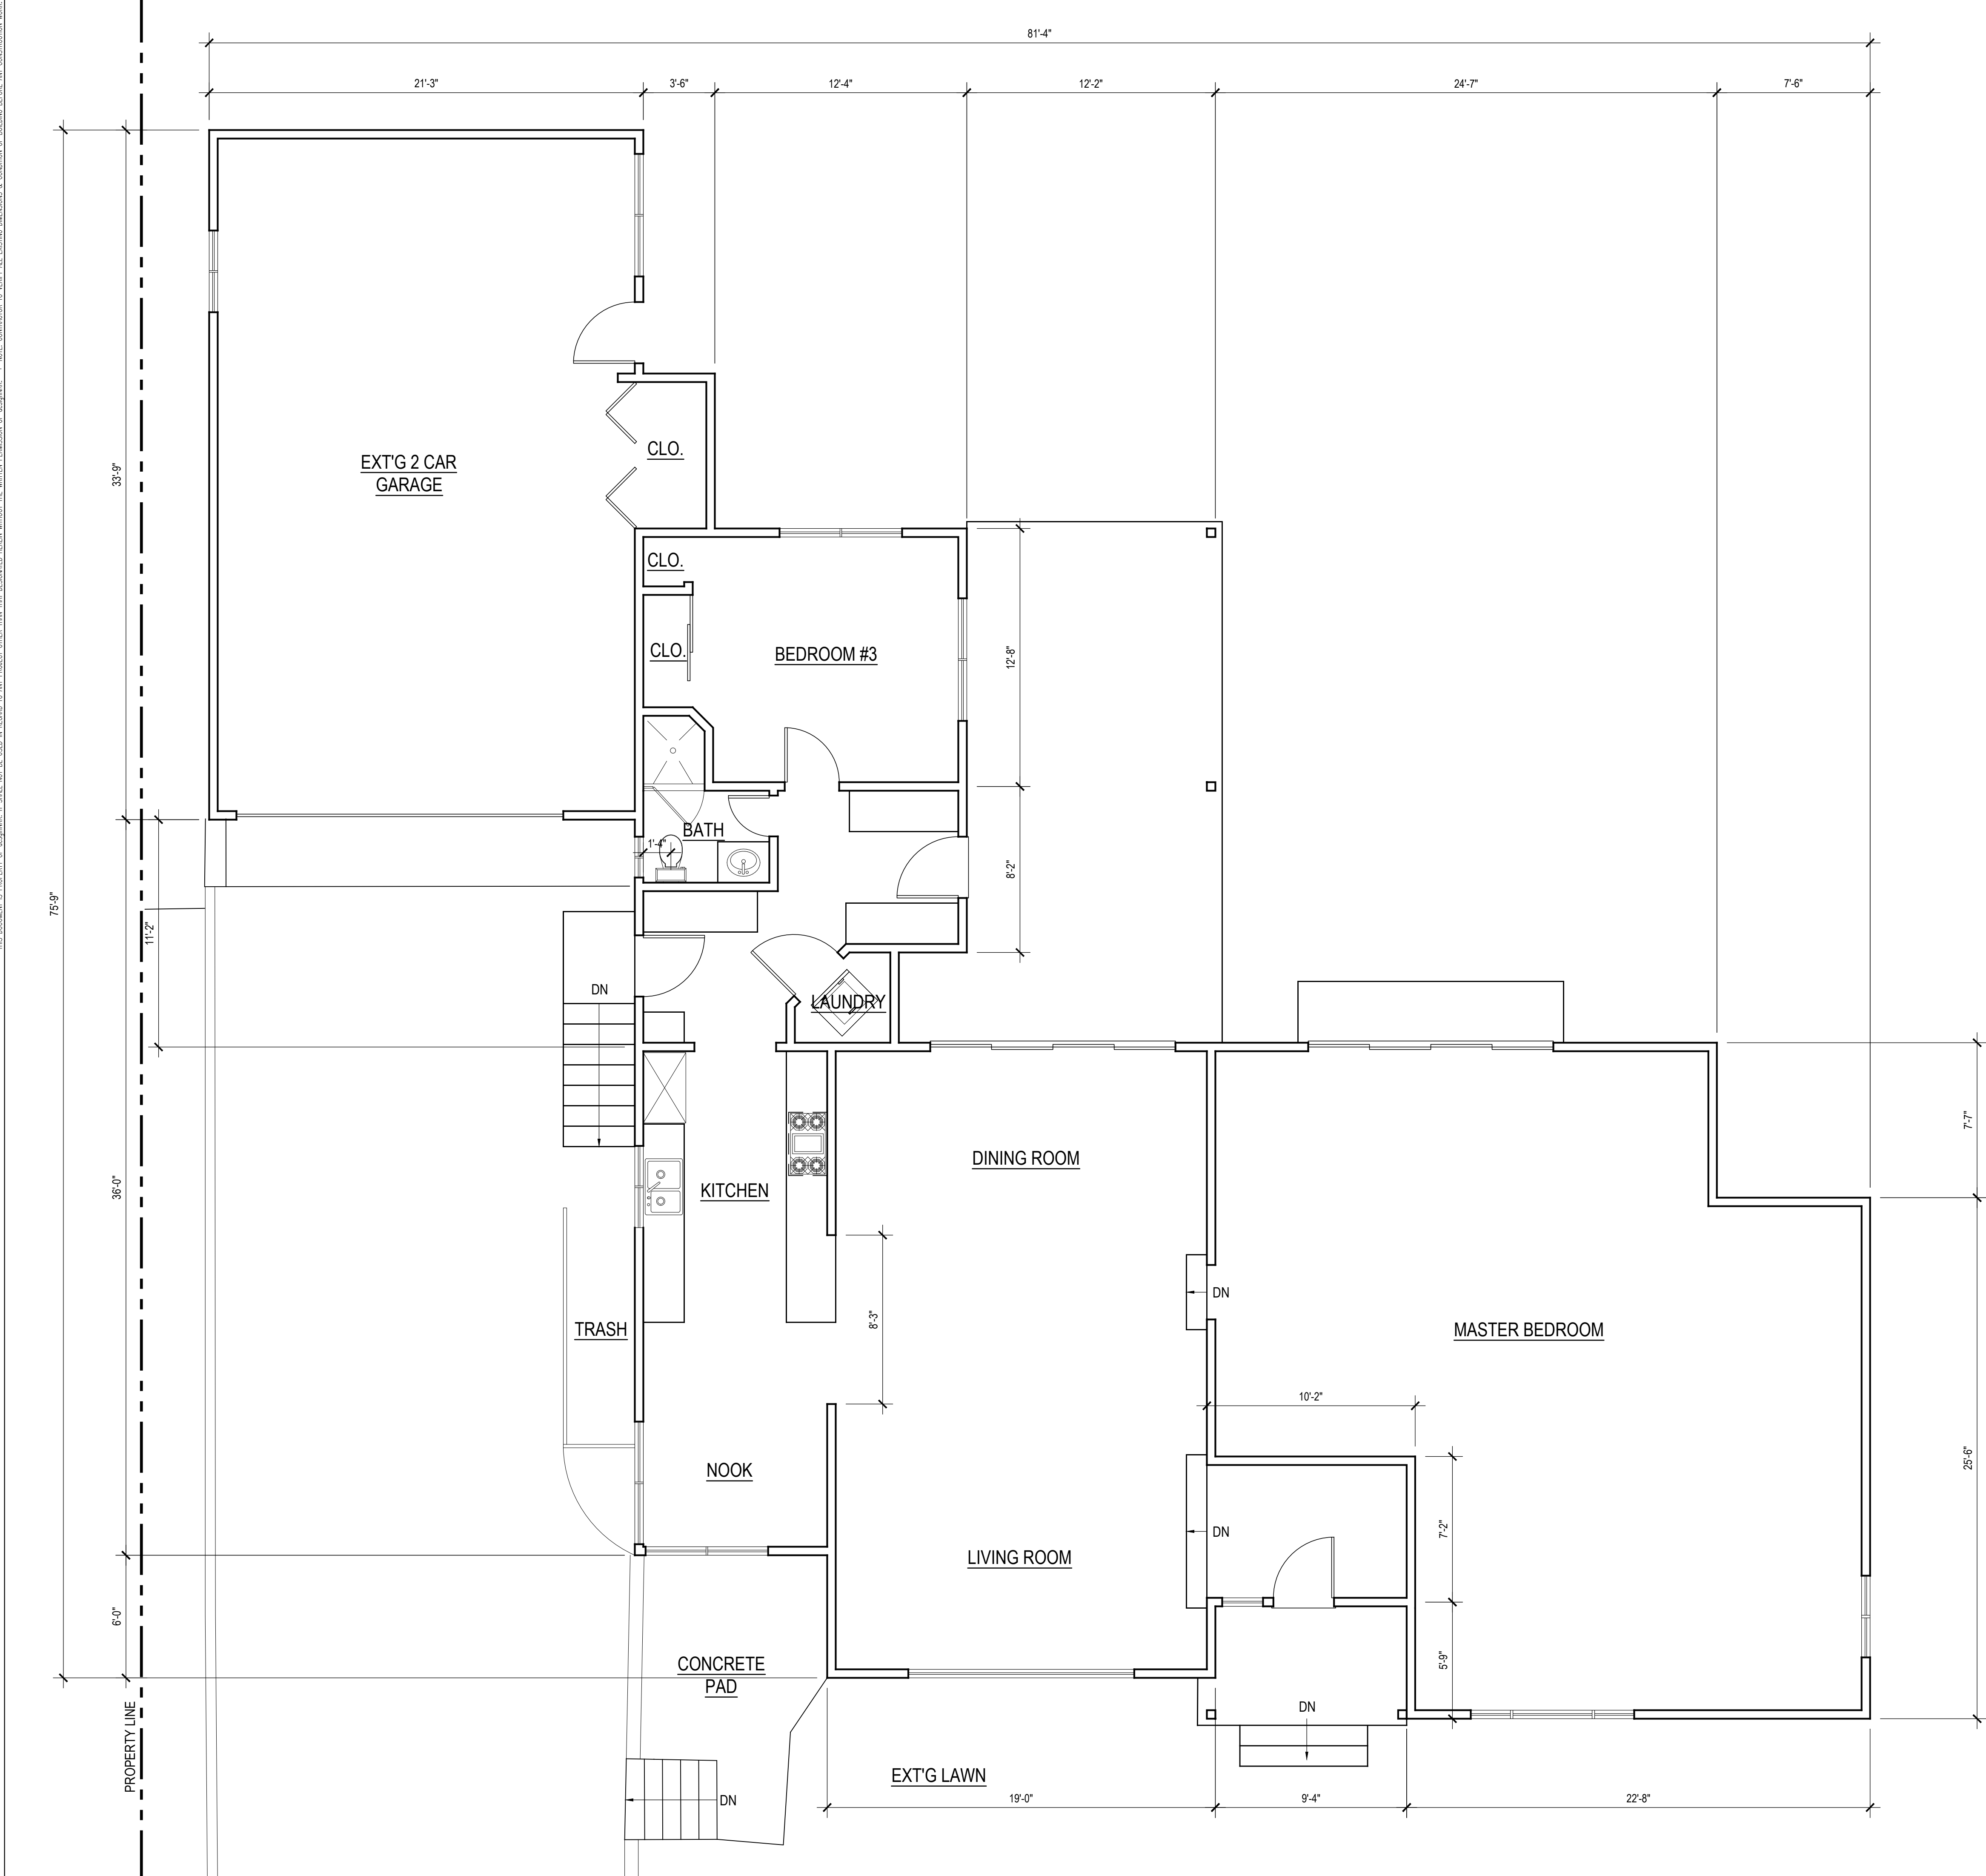 81'-4"
21'-3"
3'-6"
12'-4"
12'-2"
24'-7"
7'-6"
33'-9"
EXT'G 2 CAR
GARAGE
CLO.
CLO.
CLO.
BEDROOM #3
12'-8"
BATH
1'-4"
8'-2"
75'-9"
11'-2"
DN
LAUNDRY
7'-7"
36'-0"
KITCHEN
DINING ROOM
DN
TRASH
8'-3"
MASTER BEDROOM
10'-2"
25'-6"
NOOK
7'-2"
DN
LIVING ROOM
6'-0"
CONCRETE
PAD
5'-9"
PROPERTY LINE
DN
EXT'G LAWN
DN
19'-0"
9'-4"
22'-8"